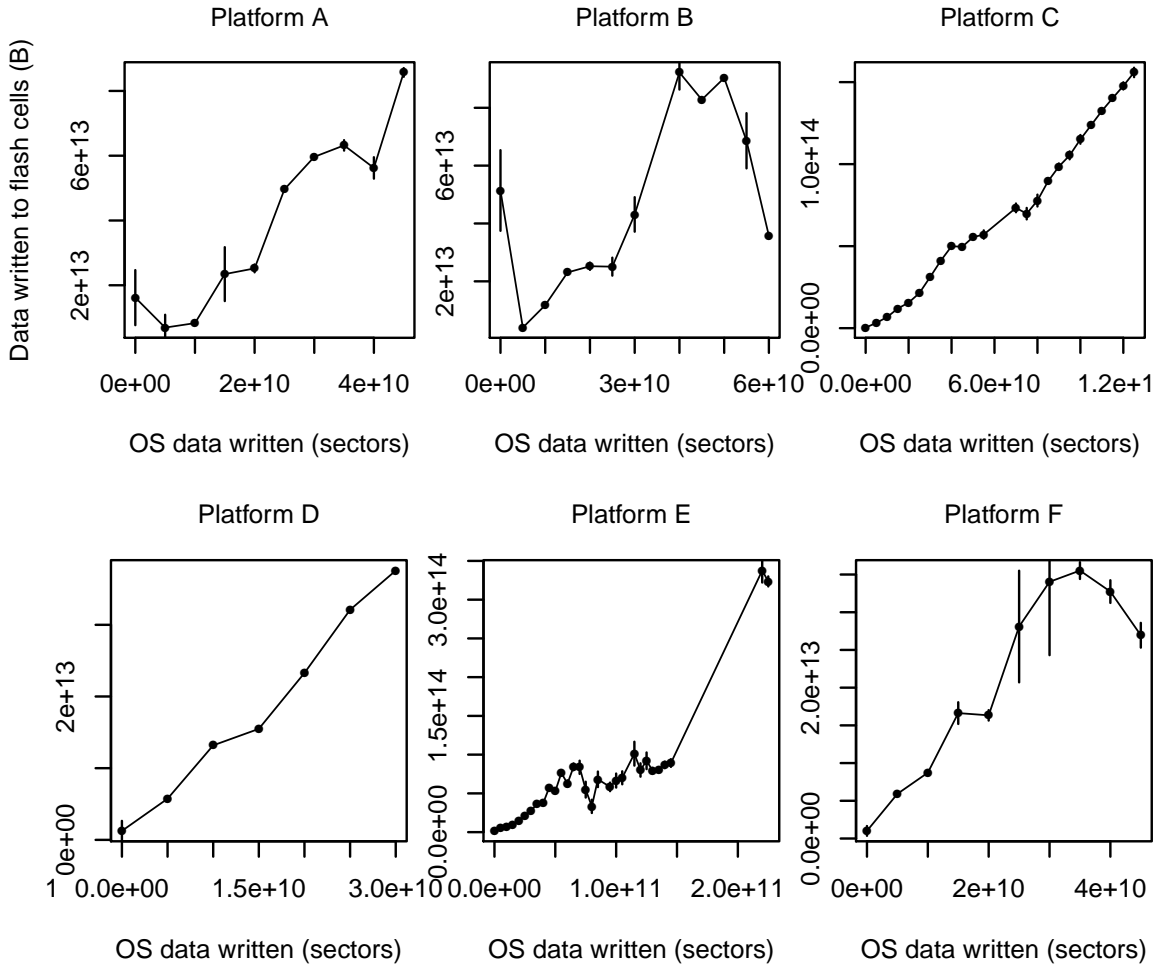 Platform A
Platform B
Platform C
Data written to flash cells (B)
2e+13 6e+13
0e+00 2e+10 4e+10
OS data written (sectors)
2e+13 6e+13
0e+00 3e+10 6e+10
OS data written (sectors)
0.0e+00 1.0e+14
0.0e+00 6.0e+10 1.2e+1
OS data written (sectors)
Platform D
Platform E
Platform F
0e+00 2e+13
1 0.0e+00 1.5e+10 3.0e+10
OS data written (sectors)
0.0e+00 1.5e+14 3.0e+14
0.0e+00 1.0e+11 2.0e+11
OS data written (sectors)
0.0e+00 2.0e+13
0e+00 2e+10 4e+10
OS data written (sectors)